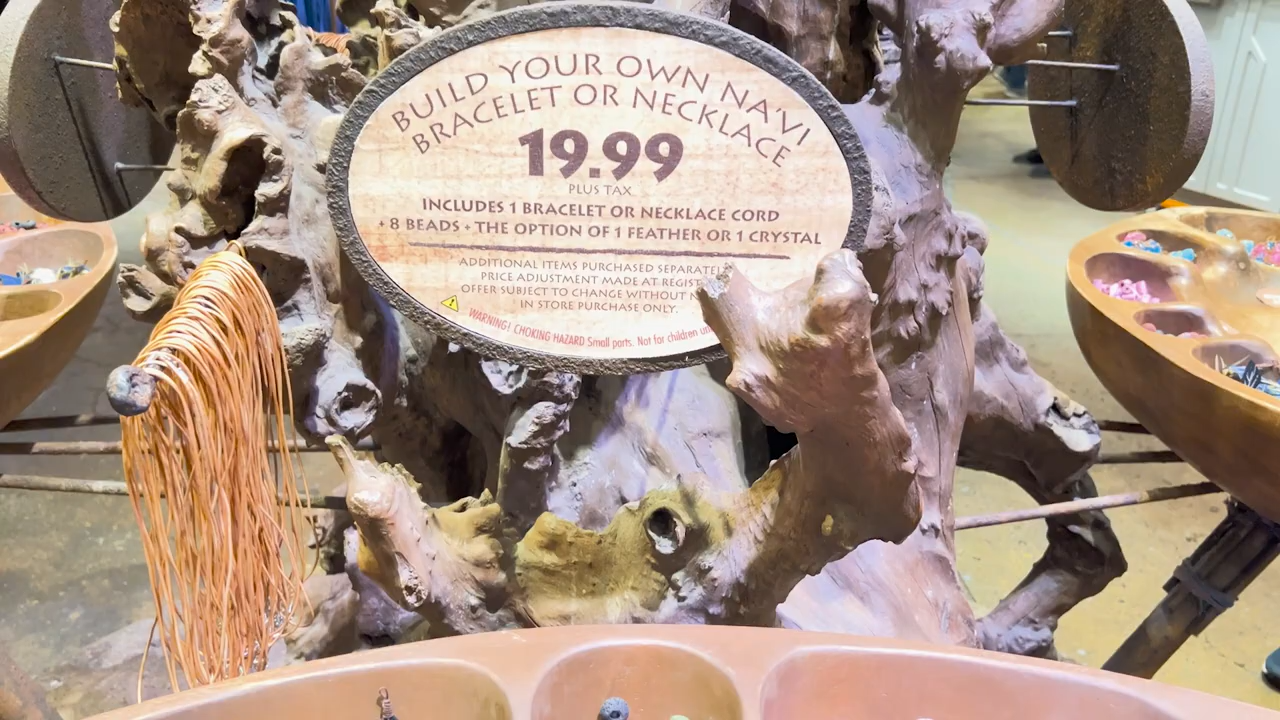 BUILD YOUR OWN NA'VI
BRACELET OR NECKLACE
19.99
PLUS TAX
INCLUDES 1 BRACELET OR NECKLACE CORD
+ 8 BEADS + THE OPTION OF 1 FEATHER OR 1 CRYSTAL
ADDITIONAL ITEMS PURCHASED SEPARATELY
PRICE ADJUSTMENT MADE AT
OFFER SUBJECT TO CHANGE WITHOUT
IN STORE PURCHASE ONLY.
WARNING! CHOKING HAZARD Small parts. Not for children